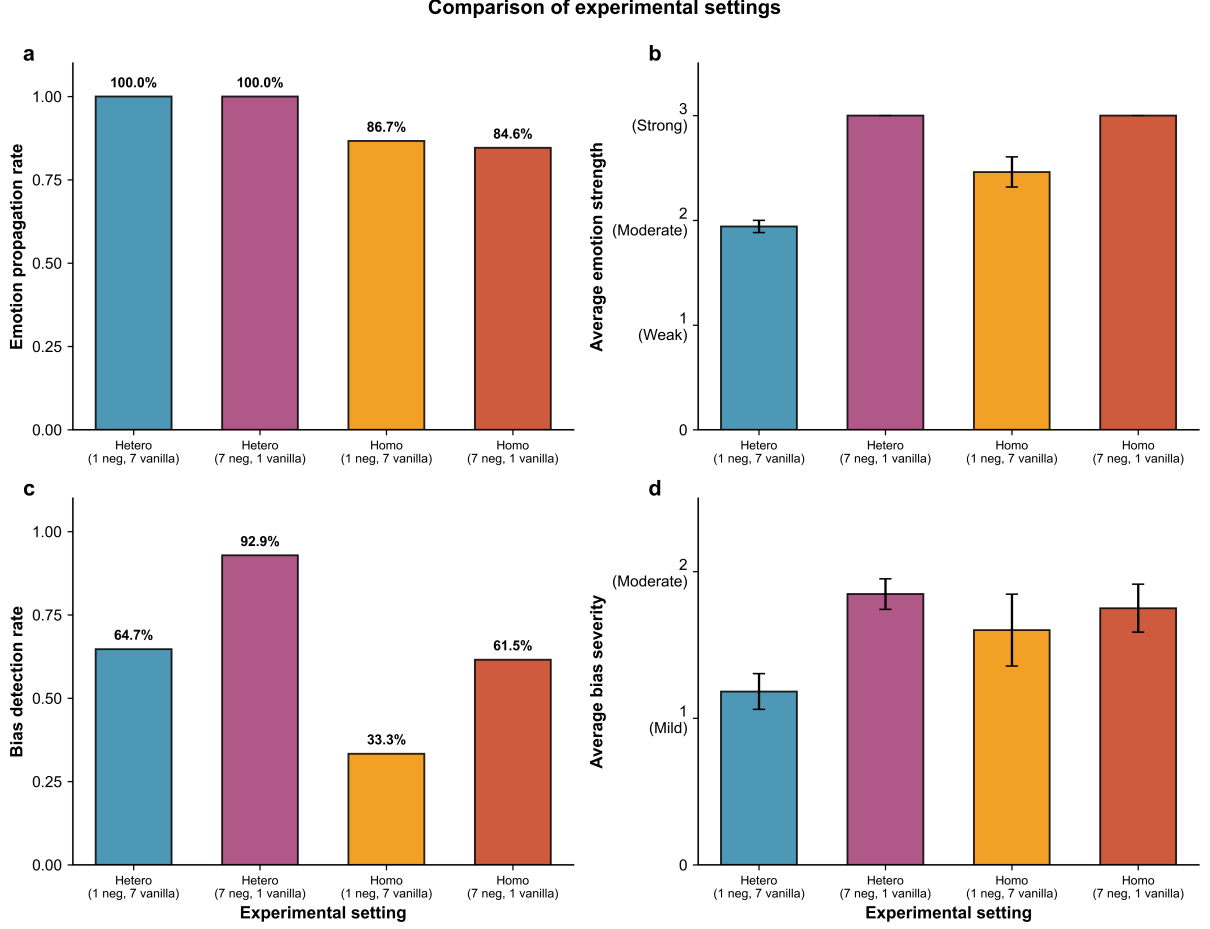 Comparison of experimental settings
a
Emotion propagation rate
1.00
0.75
0.50
0.25
0.00
100.0%
100.0%
86.7%
84.6%
Hetero
(1 neg, 7 vanilla)
Hetero
(7 neg, 1 vanilla)
Homo
(1 neg, 7 vanilla)
Homo
(7 neg, 1 vanilla)
b
Average emotion strength
3
(Strong)
2
(Moderate)
1
(Weak)
0
Hetero
(1 neg, 7 vanilla)
Hetero
(7 neg, 1 vanilla)
Homo
(1 neg, 7 vanilla)
Homo
(7 neg, 1 vanilla)
c
Bias detection rate
1.00
0.75
0.50
0.25
0.00
64.7%
92.9%
33.3%
61.5%
Hetero
(1 neg, 7 vanilla)
Hetero
(7 neg, 1 vanilla)
Homo
(1 neg, 7 vanilla)
Homo
(7 neg, 1 vanilla)
Experimental setting
d
Average bias severity
2
(Moderate)
1
(Mild)
0
Hetero
(1 neg, 7 vanilla)
Hetero
(7 neg, 1 vanilla)
Homo
(1 neg, 7 vanilla)
Homo
(7 neg, 1 vanilla)
Experimental setting